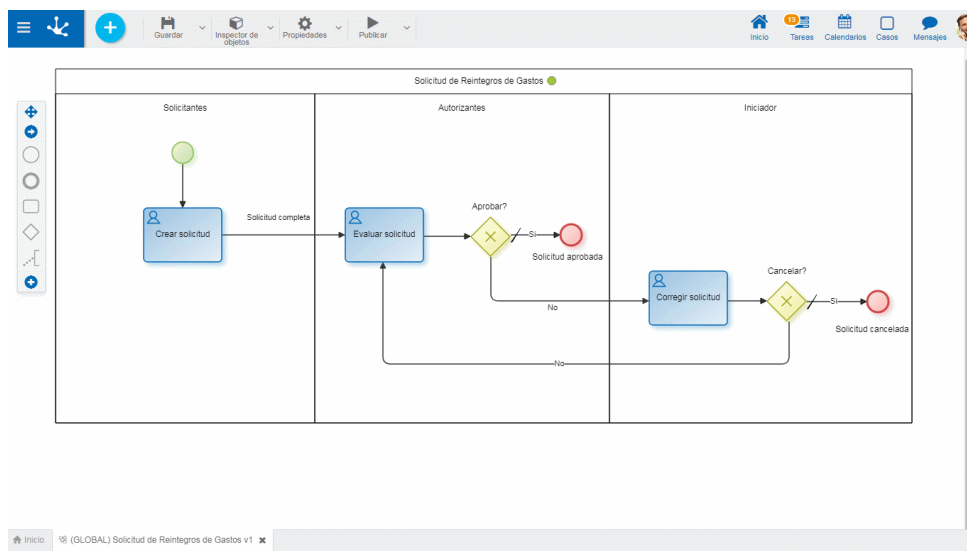 Guardar
Inspector de
objetos
Propiedades
Publicar
Inicio
13
Tareas
Calendarios
Casos
Mensajes
Solicitud de Reintegros de Gastos
Solicitantes
Autorizantes
Iniciador
Crear solicitud
Solicitud completa
Evaluar solicitud
Aprobar?
Si
Solicitud aprobada
No
Corregir solicitud
Cancelar?
Si
Solicitud cancelada
No
Inicio
(GLOBAL) Solicitud de Reintegros de Gastos v1